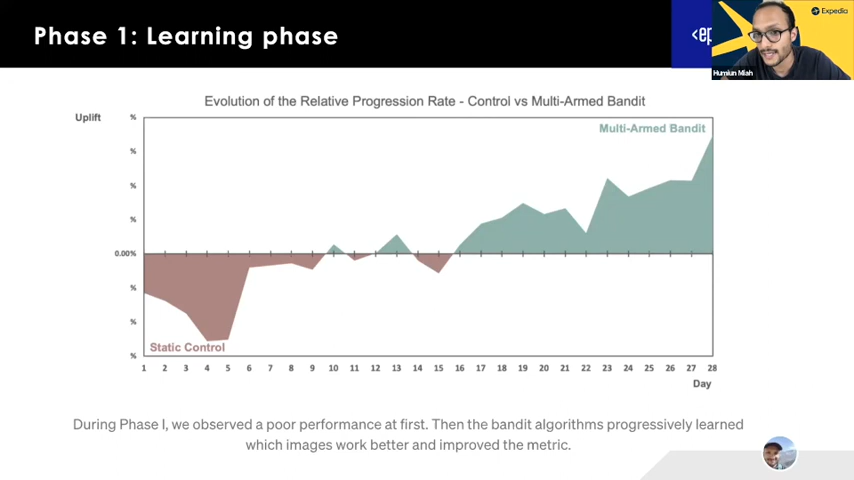 Phase 1: Learning phase
<ep
Expedia
Humiun Miah
Evolution of the Relative Progression Rate - Control vs Multi-Armed Bandit
Uplift
%
%
%
%
0.00%
%
%
%
Multi-Armed Bandit
Static Control
1 2 3 4 5 6 7 8 9 10 11 12 13 14 15 16 17 18 19 20 21 22 23 24 25 26 27 28
Day
During Phase I, we observed a poor performance at first. Then the bandit algorithms progressively learned
which images work better and improved the metric.